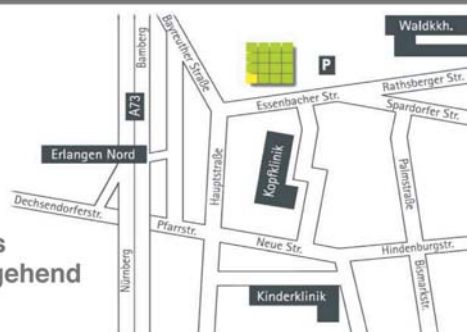 Waldkkh.
Bamberg
Bayreuther Straße
P
Rathsberger Str.
A73
Essenbacher Str.
Spardorfer Str.
Erlangen Nord
Hauptstraße
Kopfklinik
Palmstraße
Dechsendorferstr.
Pfarrstr.
Neue Str.
Hindenburgstr.
s
gehend
Nürnberg
Bismarkstr.
Kinderklinik